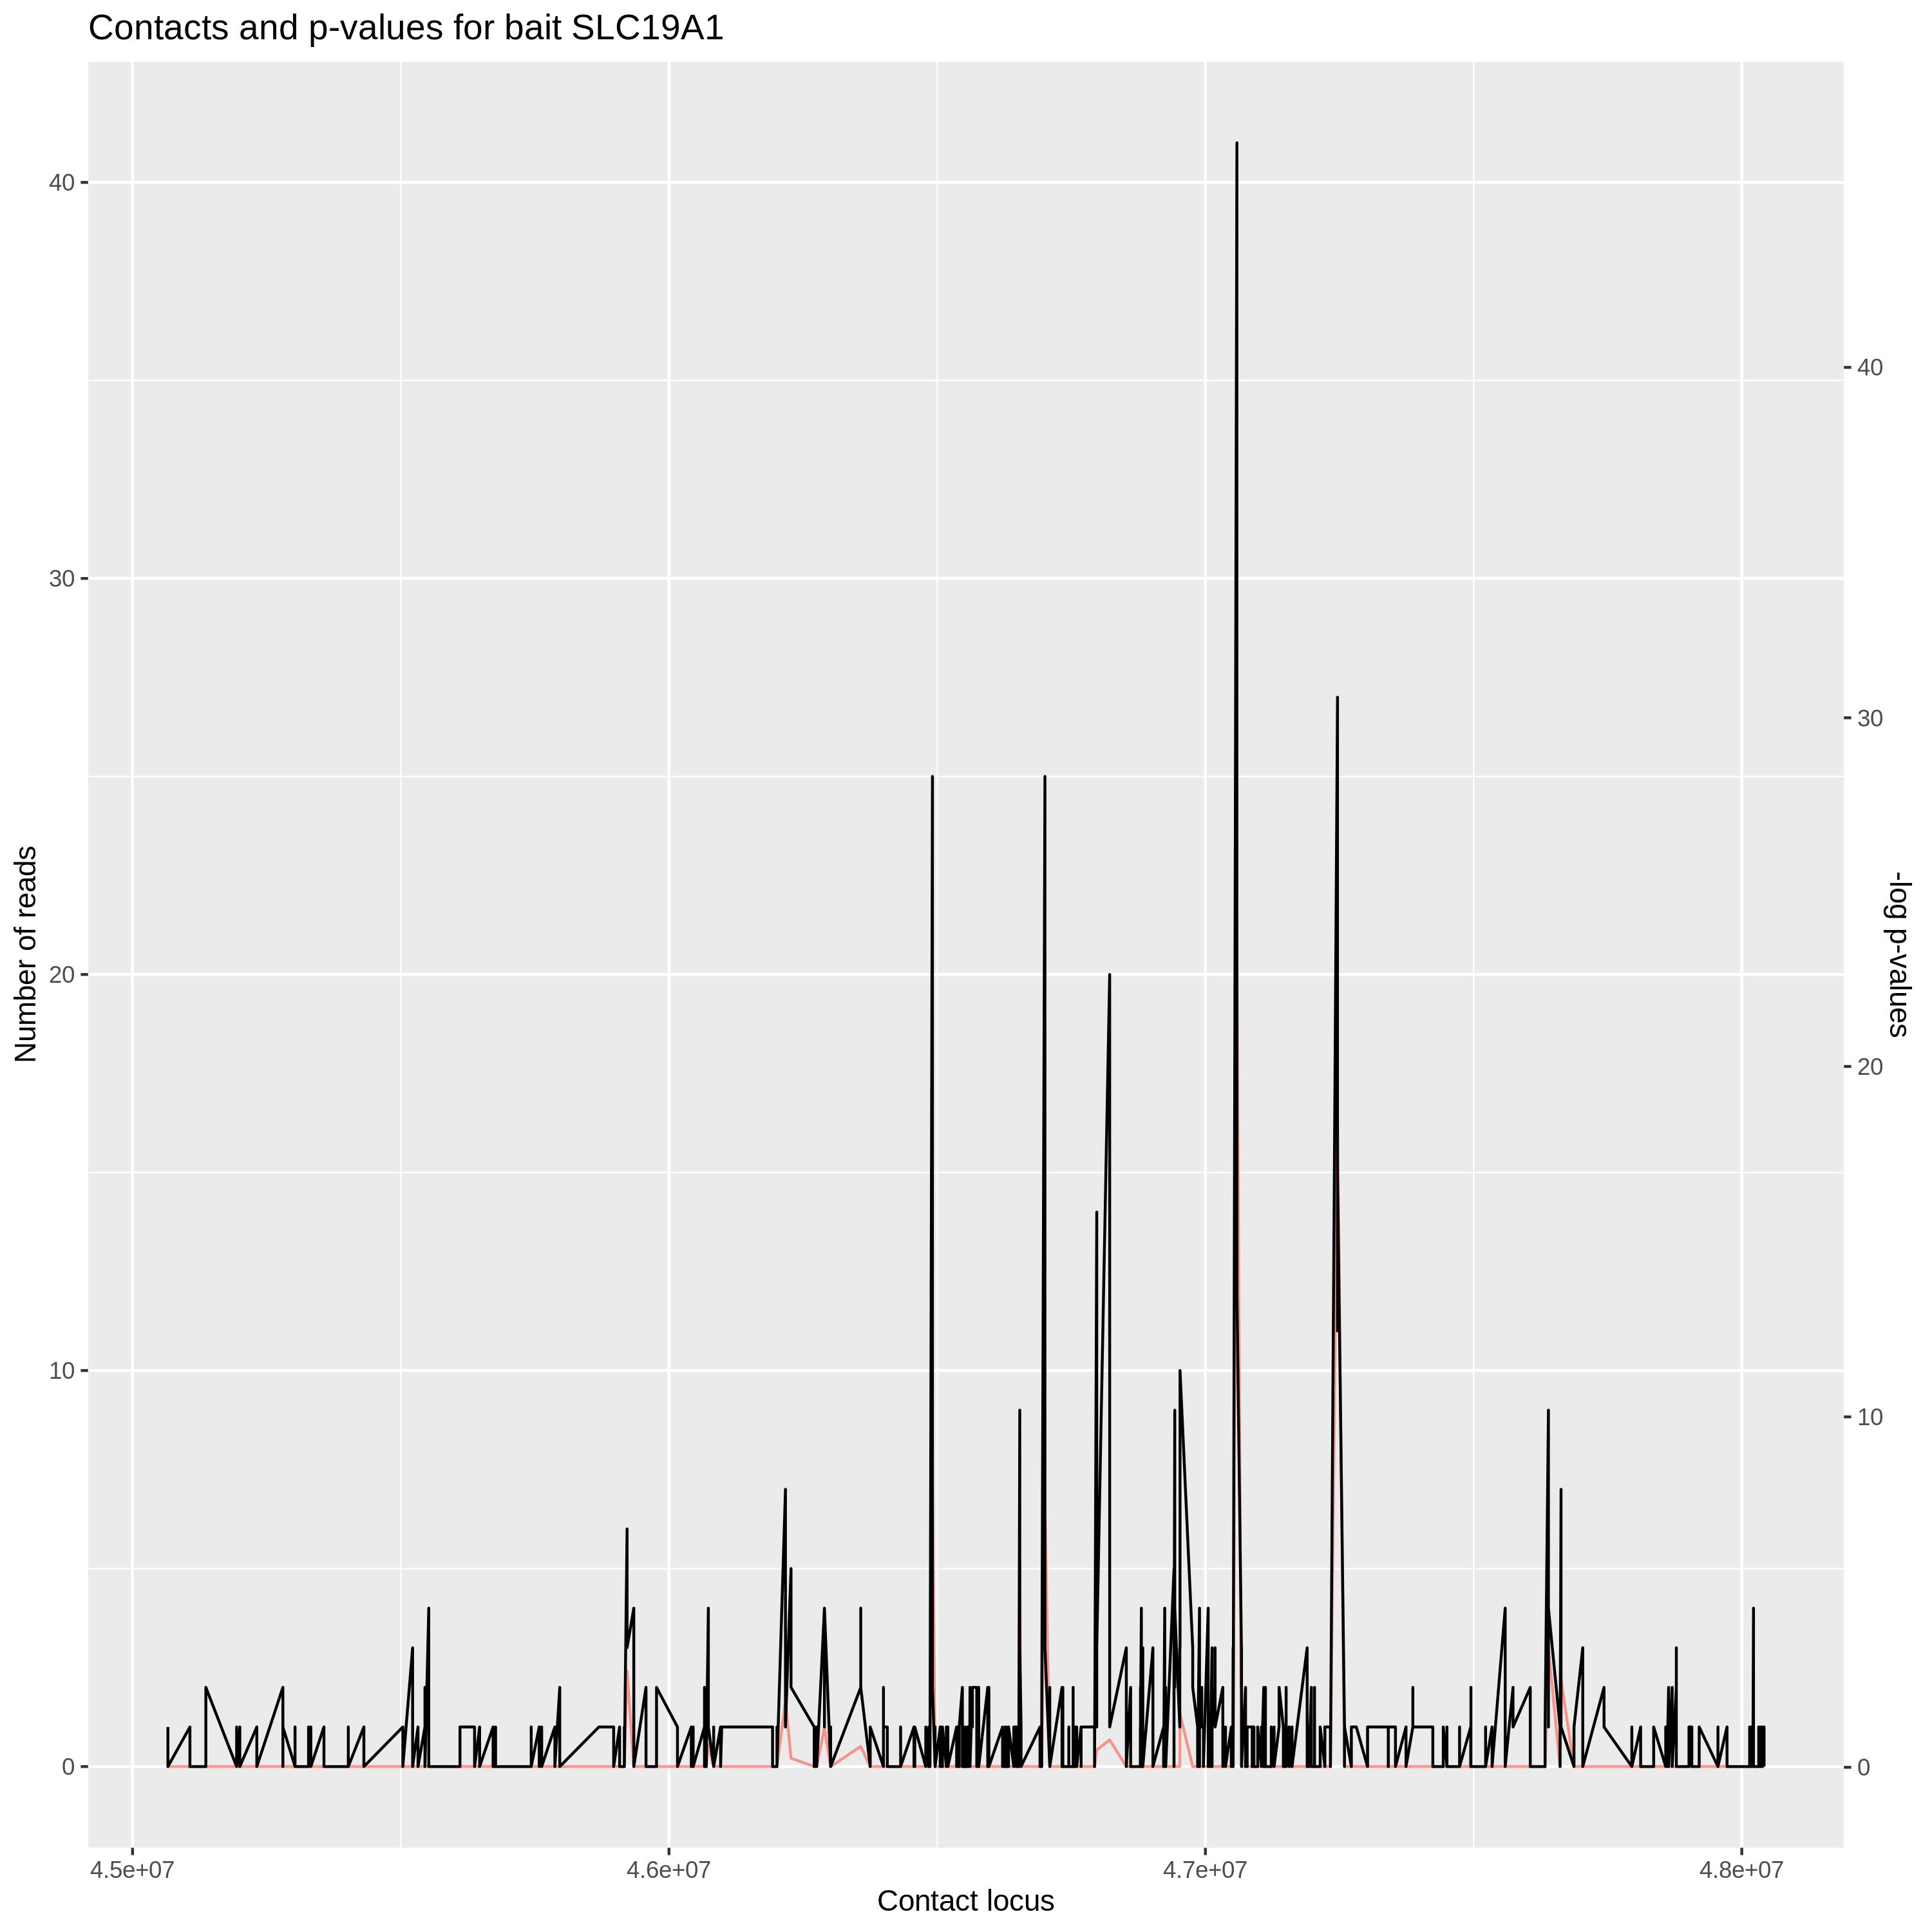 Contacts and p-values for bait SLC19A1
40
30
20
10
0
Number of reads
40
30
20
10
0
-log p-values
4.5e+07
4.6e+07
4.7e+07
4.8e+07
Contact locus